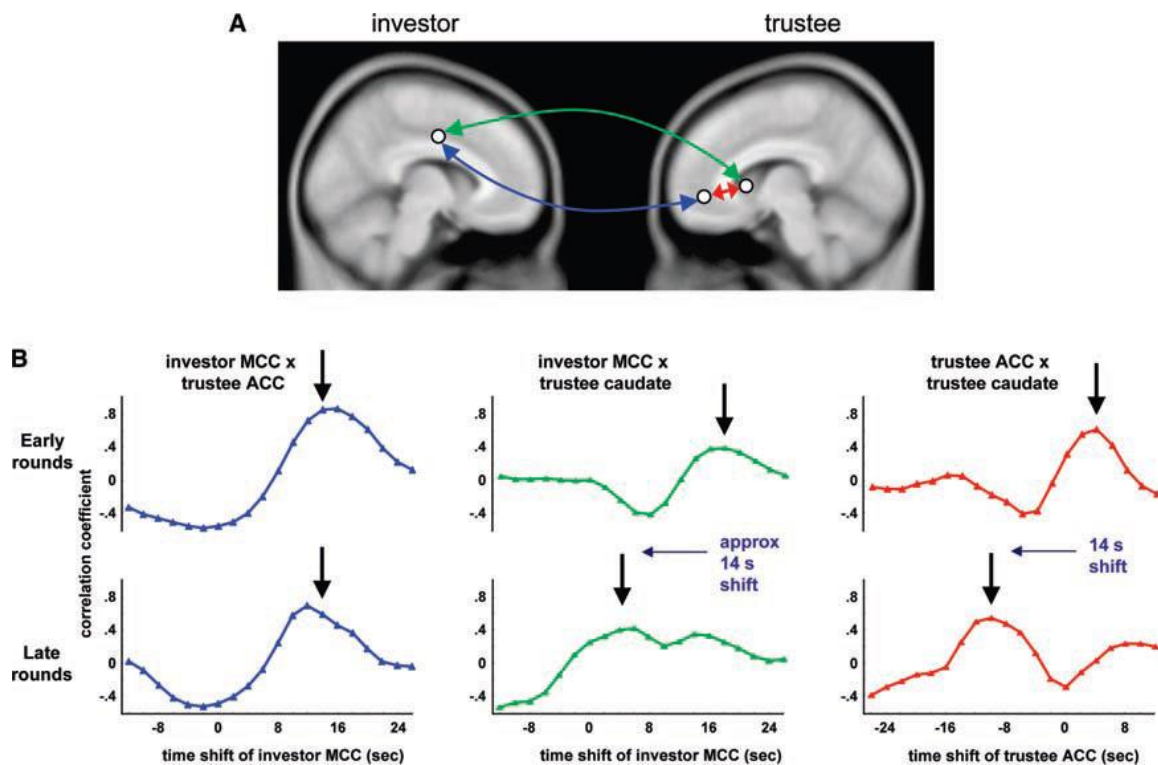 A
investor
trustee
B
investor MCC x
trustee ACC
investor MCC x
trustee caudate
trustee ACC x
trustee caudate
Early
rounds
correlation coefficient
.8
.4
0
-.4
.8
.4
0
-.4
.8
.4
0
-.4
approx
14 s
shift
14 s
shift
Late
rounds
.8
.4
0
-.4
.8
.4
0
-.4
.8
.4
0
-.4
-8 0 8 16 24
-8 0 8 16 24
-24 -16 -8 0 8
time shift of investor MCC (sec)
time shift of investor MCC (sec)
time shift of trustee ACC (sec)